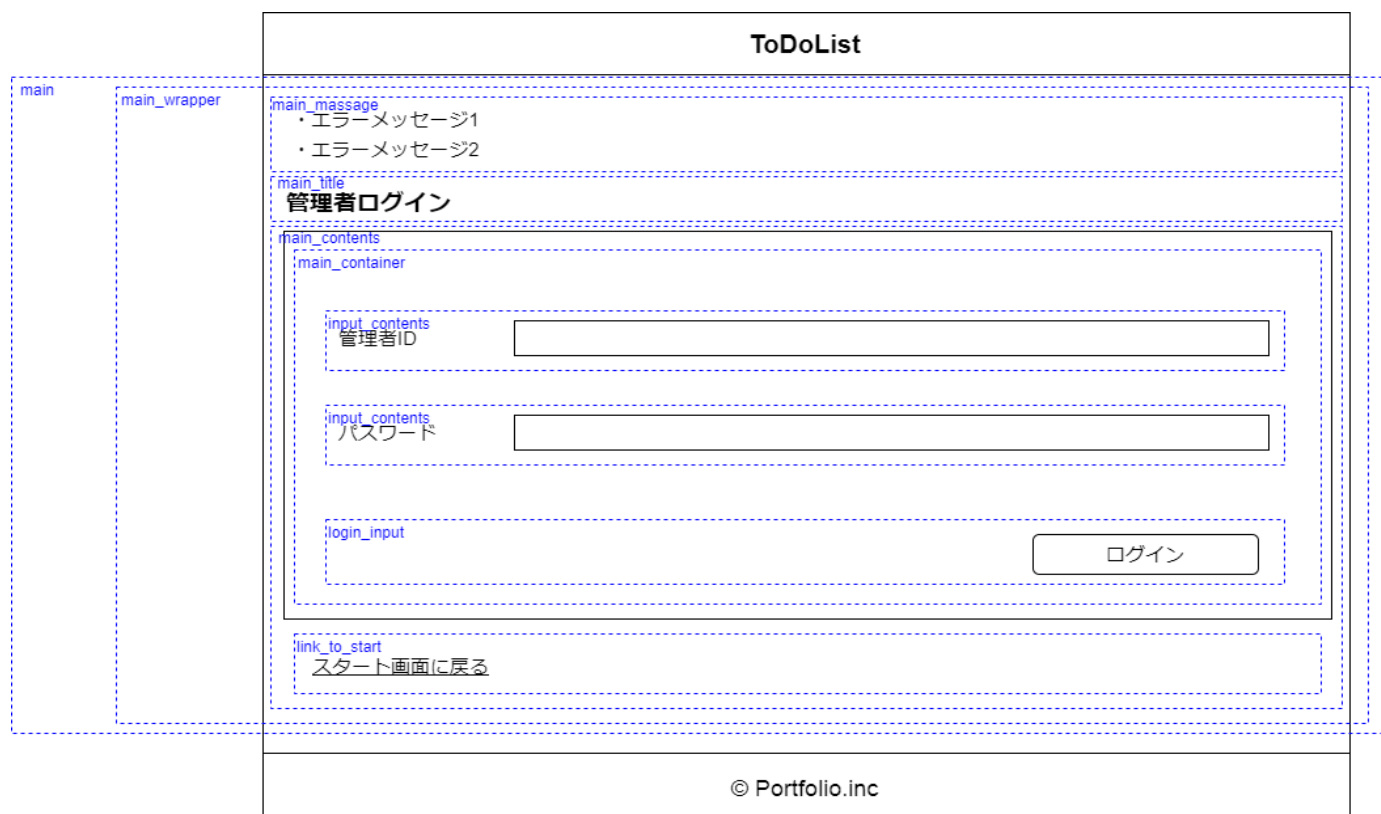 ToDoList
main
main_wrapper
main_massage
・エラーメッセージ1
・エラーメッセージ2
main_title
管理者ログイン
main_contents
main_container
input_contents
管理者ID
input_contents
パスワード
login_input
ログイン
link_to_start
スタート画面に戻る
© Portfolio.inc